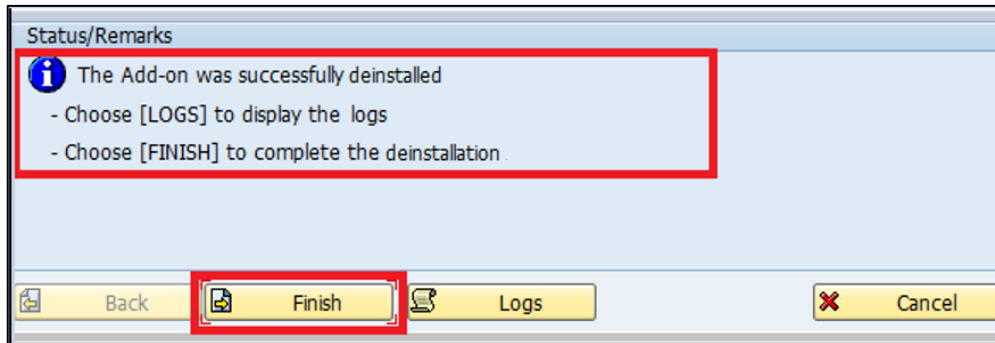 Status/Remarks
The Add-on was successfully deinstalled
- Choose [LOGS] to display the logs
- Choose [FINISH] to complete the deinstallation
Back Finish Logs Cancel